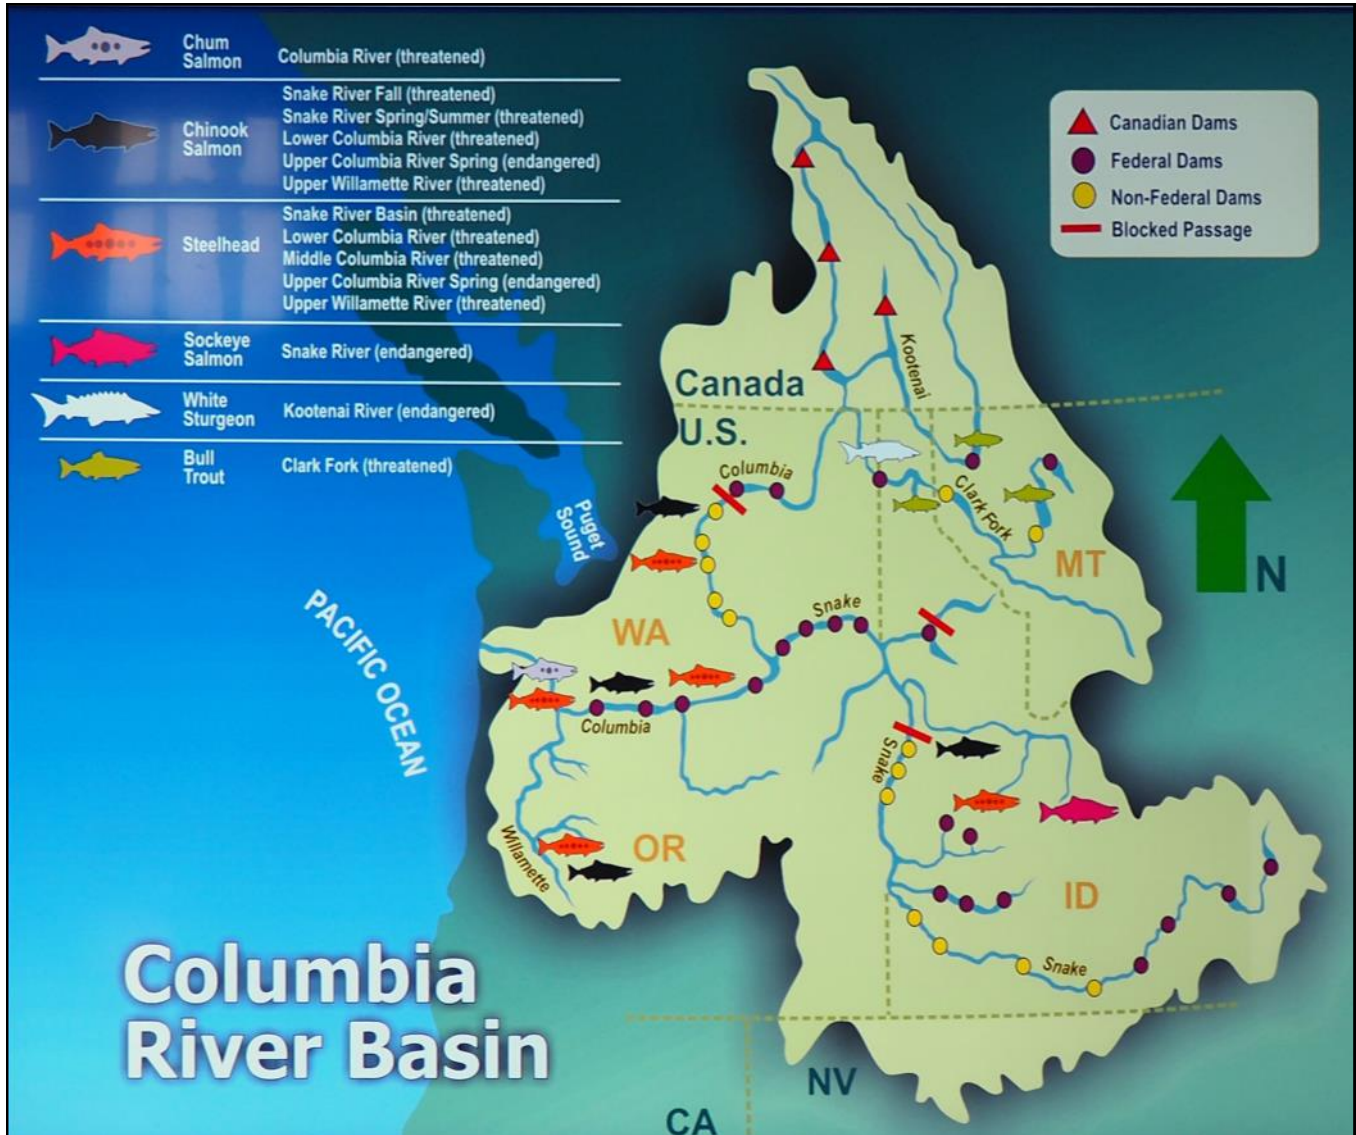 Chum
Salmon
Columbia River (threatened)
Chinook
Salmon
Snake River Fall (threatened)
Snake River Spring/Summer (threatened)
Lower Columbia River (threatened)
Upper Columbia River Spring (endangered)
Upper Willamette River (threatened)
Steelhead
Snake River Basin (threatened)
Lower Columbia River (threatened)
Middle Columbia River (threatened)
Upper Columbia River Spring (endangered)
Upper Willamette River (threatened)
Sockeye
Salmon
Snake River (endangered)
White
Sturgeon
Kootenai River (endangered)
Bull
Trout
Clark Fork (threatened)
Canadian Dams
Federal Dams
Non-Federal Dams
Blocked Passage
Kootenai
Canada
U.S.
Columbia
Clark Fork
Puget
Sound
MT
N
PACIFIC OCEAN
WA
Snake
Columbia
Snake
Willamette
OR
ID
Snake
Columbia
River Basin
NV
CA